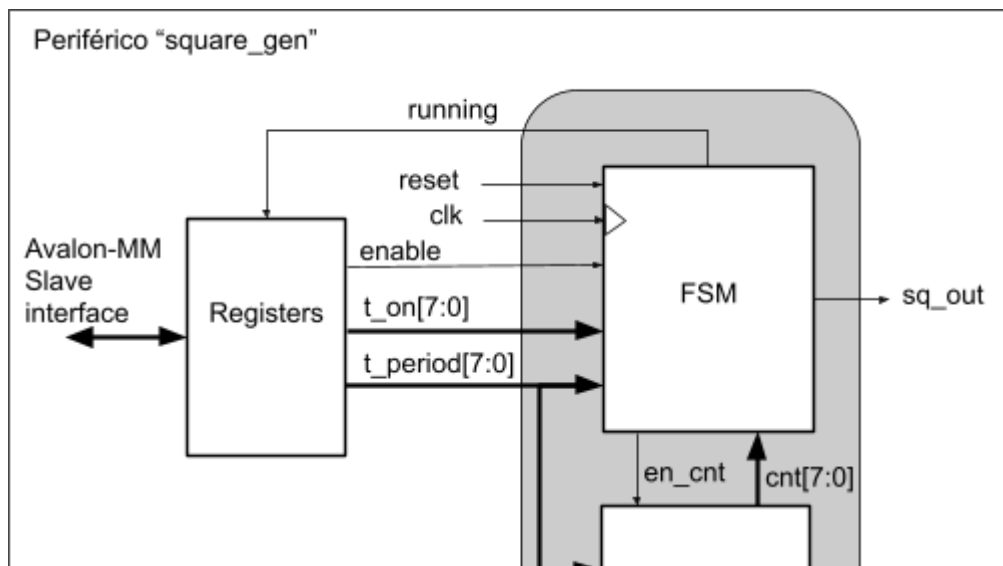 Periférico “square_gen”
running
reset
clk
enable
Avalon-MM
Slave
interface
Registers
t_on[7:0]
t_period[7:0]
FSM
sq_out
en_cnt
cnt[7:0]